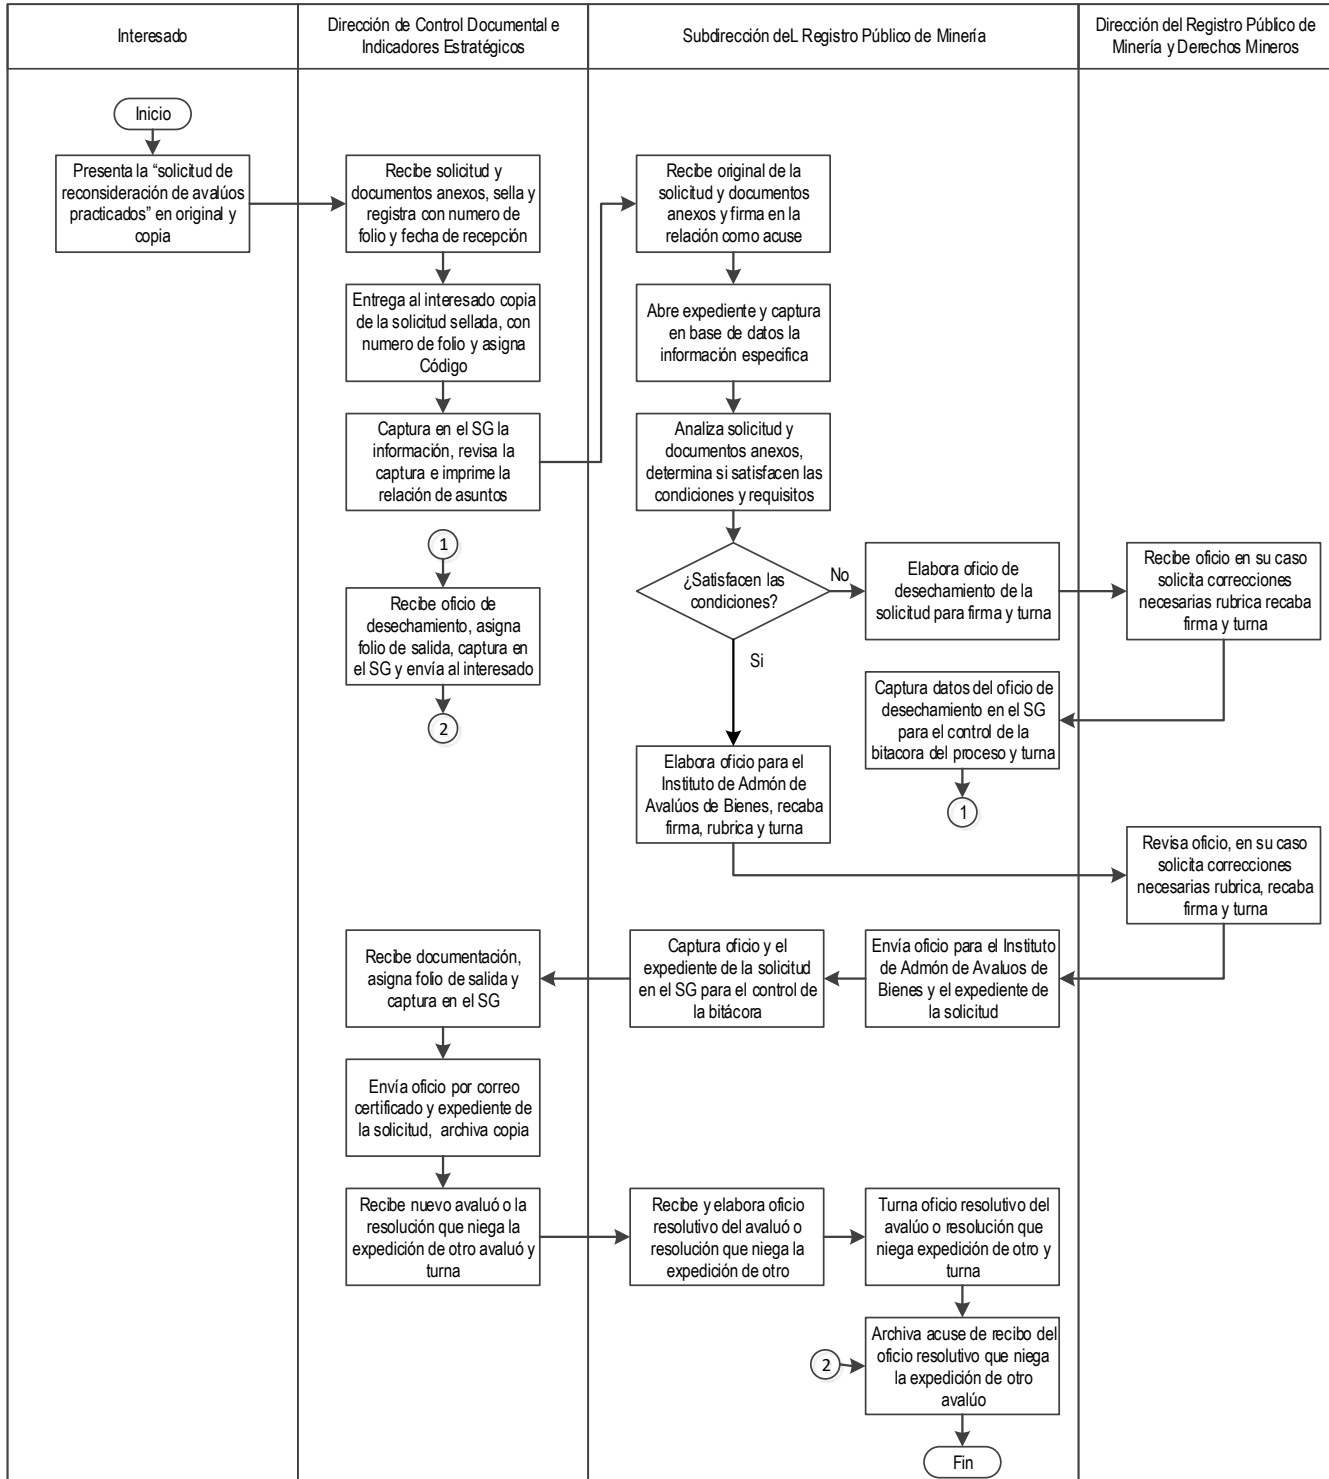 Interesado
Dirección de Control Documental e
Indicadores Estratégicos
Subdirección deL Registro Público de Minería
Dirección del Registro Público de
Minería y Derechos Mineros
Inicio
Presenta la “solicitud de
reconsideración de avalúos
practicados” en original y
copia
Recibe solicitud y
documentos anexos, sella y
registra con numero de
folio y fecha de recepción
Entrega al interesado copia
de la solicitud sellada, con
numero de folio y asigna
Código
Captura en el SG la
información, revisa la
captura e imprime la
relación de asuntos
Recibe original de la
solicitud y documentos
anexos y firma en la
relación como acuse
Abre expediente y captura
en base de datos la
información especifica
Analiza solicitud y
documentos anexos,
determina si satisfacen las
condiciones y requisitos
¿Satisfacen las
condiciones?
No
Si
Elabora oficio de
desechamiento de la
solicitud para firma y turna
Recibe oficio en su caso
solicita correcciones
necesarias rubrica recaba
firma y turna
Captura datos del oficio de
desechamiento en el SG
para el control de la
bitacora del proceso y turna
1
1
Recibe oficio de
desechamiento, asigna
folio de salida, captura en
el SG y envía al interesado
2
Elabora oficio para el
Instituto de Admón de
Avalúos de Bienes, recaba
firma, rubrica y turna
Revisa oficio, en su caso
solicita correcciones
necesarias rubrica, recaba
firma y turna
Envía oficio para el Instituto
de Admón de Avaluos de
Bienes y el expediente de
la solicitud
Captura oficio y el
expediente de la solicitud
en el SG para el control de
la bitácora
Recibe documentación,
asigna folio de salida y
captura en el SG
Envía oficio por correo
certificado y expediente de
la solicitud, archiva copia
Recibe nuevo avaluó o la
resolución que niega la
expedición de otro avaluó y
turna
Recibe y elabora oficio
resolutivo del avaluó o
resolución que niega la
expedición de otro
Turna oficio resolutivo del
avalúo o resolución que
niega expedición de otro y
turna
2
Archiva acuse de recibo del
oficio resolutivo que niega
la expedición de otro
avalúo
Fin